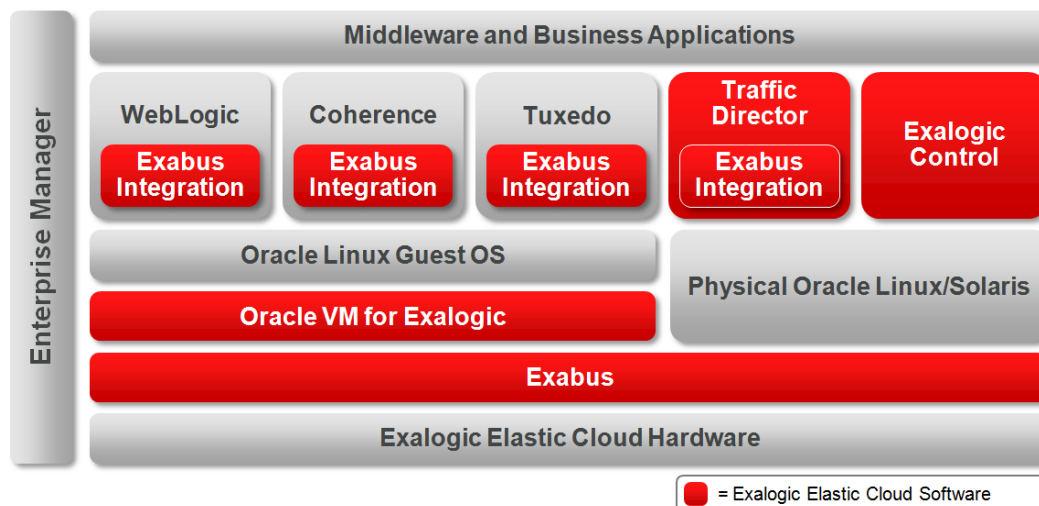 Enterprise Manager
Middleware and Business Applications
WebLogic
Exabus
Integration
Coherence
Exabus
Integration
Tuxedo
Exabus
Integration
Traffic
Director
Exabus
Integration
Exalogic
Control
Oracle Linux Guest OS
Physical Oracle Linux/Solaris
Oracle VM for Exalogic
Exabus
Exalogic Elastic Cloud Hardware
= Exalogic Elastic Cloud Software